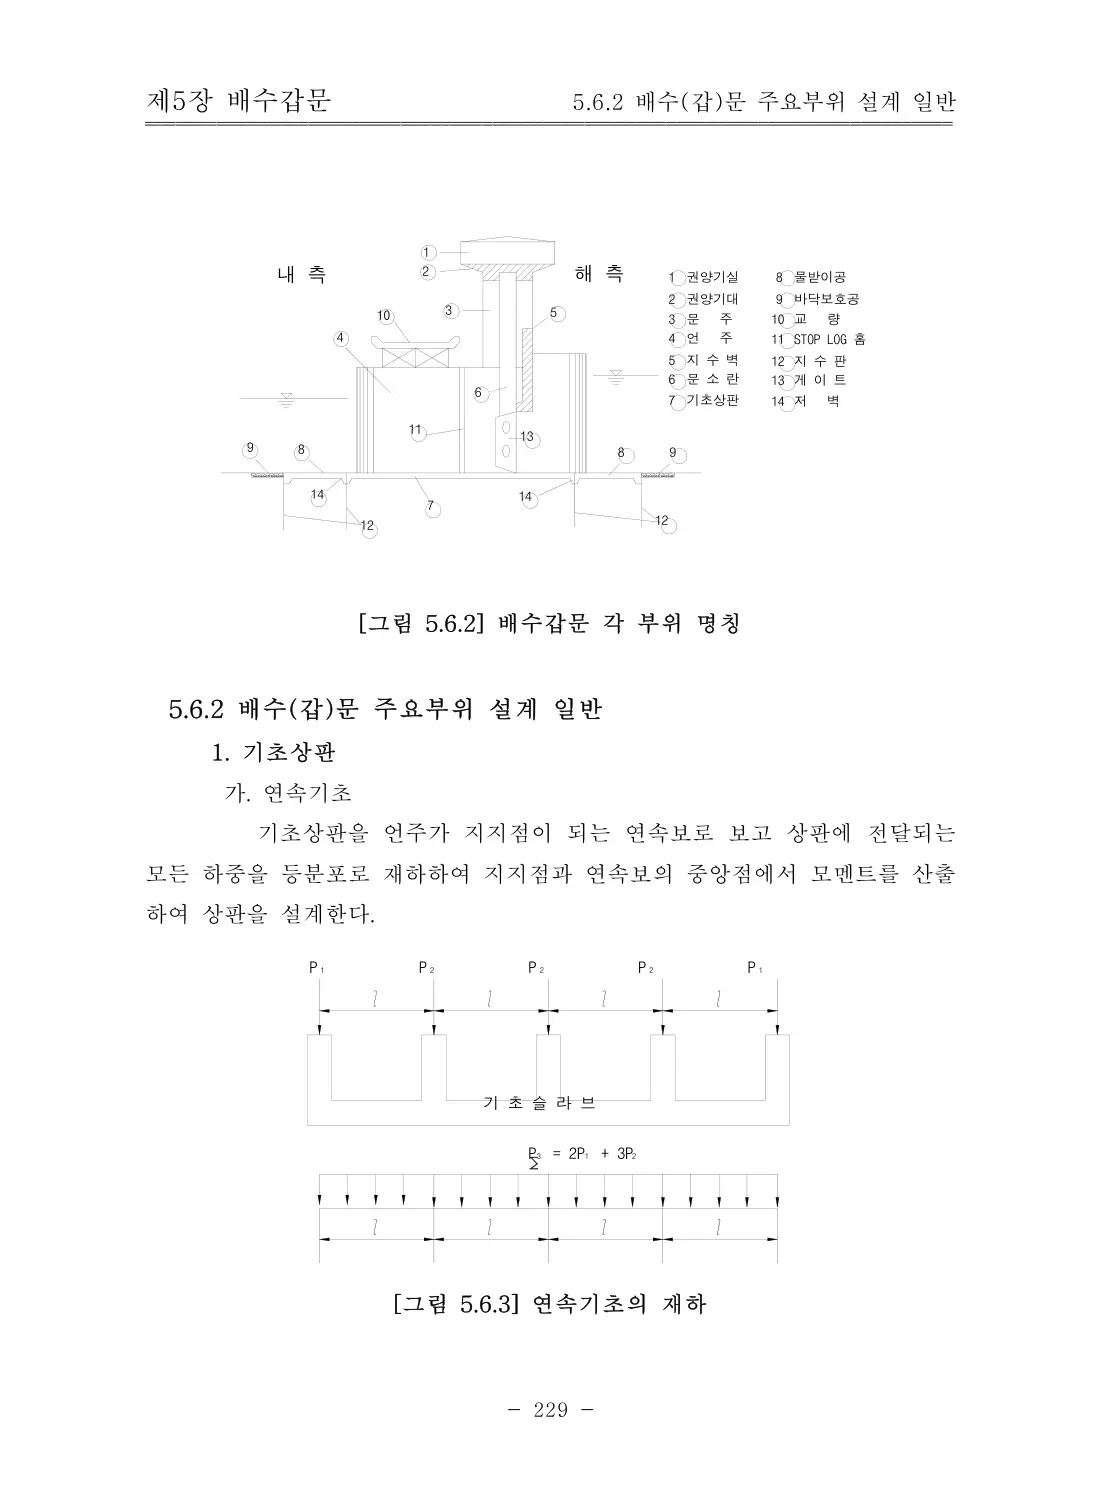 제5장 배수갑문
5.6.2 배수(갑)문 주요부위 설계 일반
내 측
해 측
1
2
3
4
5
6
10
11
13
8
8
9
9
14
14
7
12
12
1 권양기실
2 권양기대
3 문 주
4 언 주
5 지 수 벽
6 문 소 란
7 기초상판
8 물받이공
9 바닥보호공
10 교 량
11 STOP LOG 홈
12 지 수 판
13 게 이 트
14 저 벽
[그림 5.6.2] 배수갑문 각 부위 명칭
5.6.2 배수(갑)문 주요부위 설계 일반
1. 기초상판
가. 연속기초
기초상판을 언주가 지지점이 되는 연속보로 보고 상판에 전달되는
모든 하중을 등분포로 재하하여 지지점과 연속보의 중앙점에서 모멘트를 산출
하여 상판을 설계한다.
P₁ P₂ P₂ P₂ P₁
l l l l
기 초 슬 라 브
∑P₃ = 2P₁ + 3P₂
l l l l
[그림 5.6.3] 연속기초의 재하
- 229 -